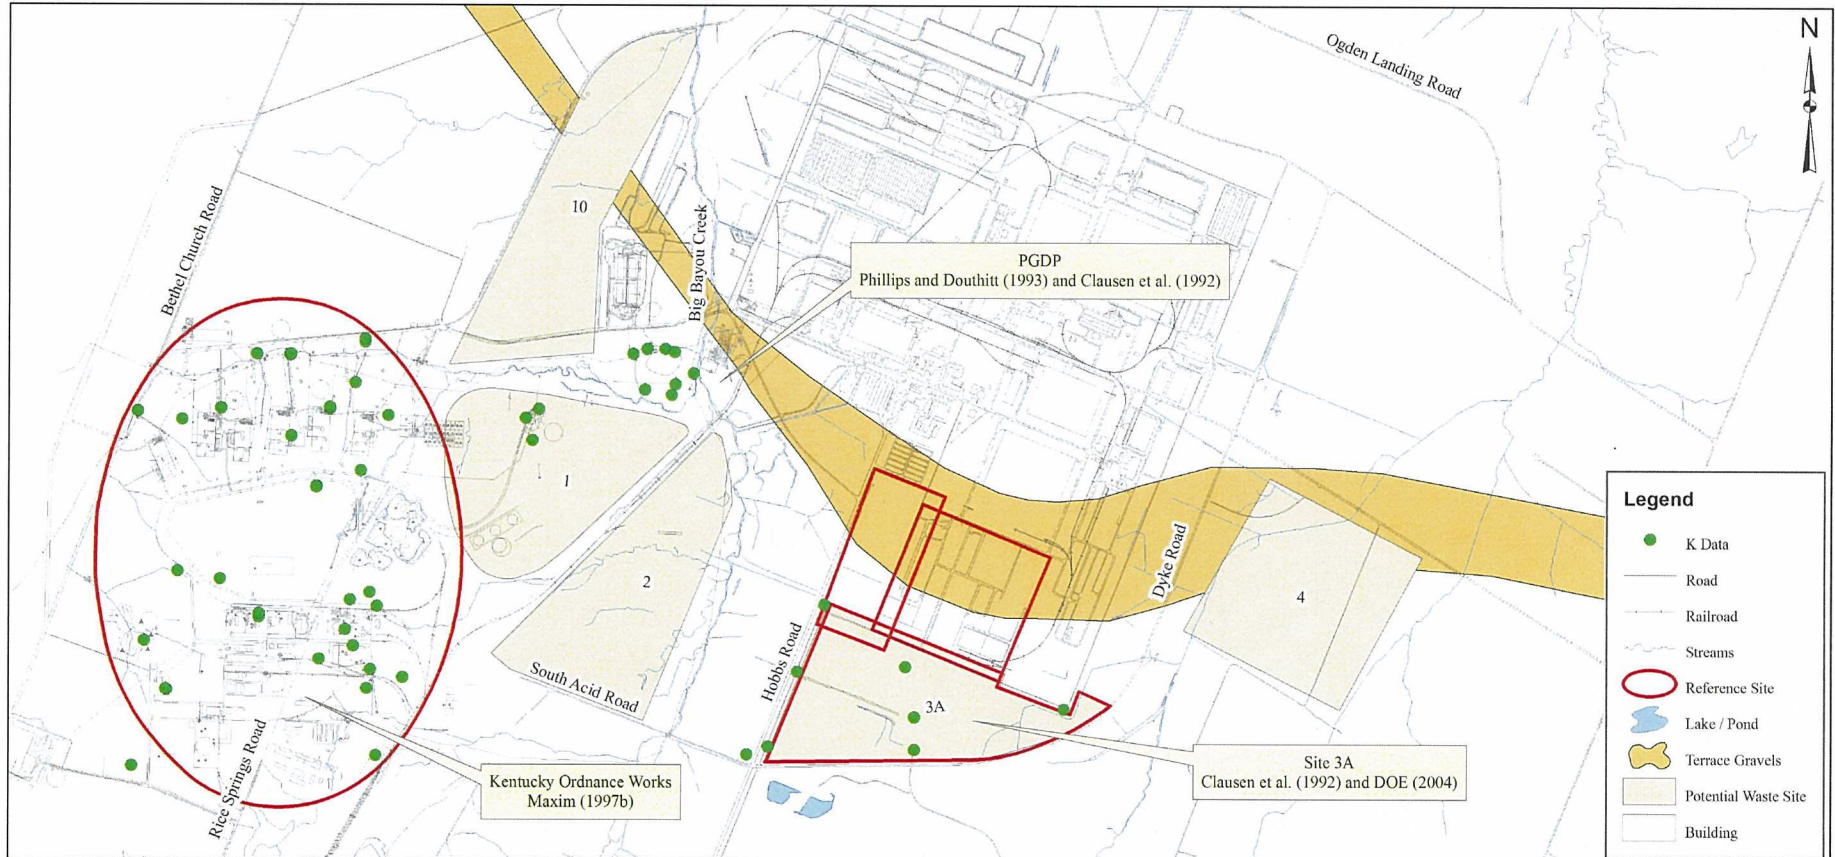 N
Ogden Landing Road
Bethel Church Road
10
Big Bayou Creek
PGDP
Phillips and Douthitt (1993) and Clausen et al. (1992)
1
2
Dyke Road
4
Hobbs Road
South Acid Road
3A
Rice Springs Road
Kentucky Ordnance Works
Maxim (1997b)
Site 3A
Clausen et al. (1992) and DOE (2004)
Legend
K Data
Road
Railroad
Streams
Reference Site
Lake / Pond
Terrace Gravels
Potential Waste Site
Building